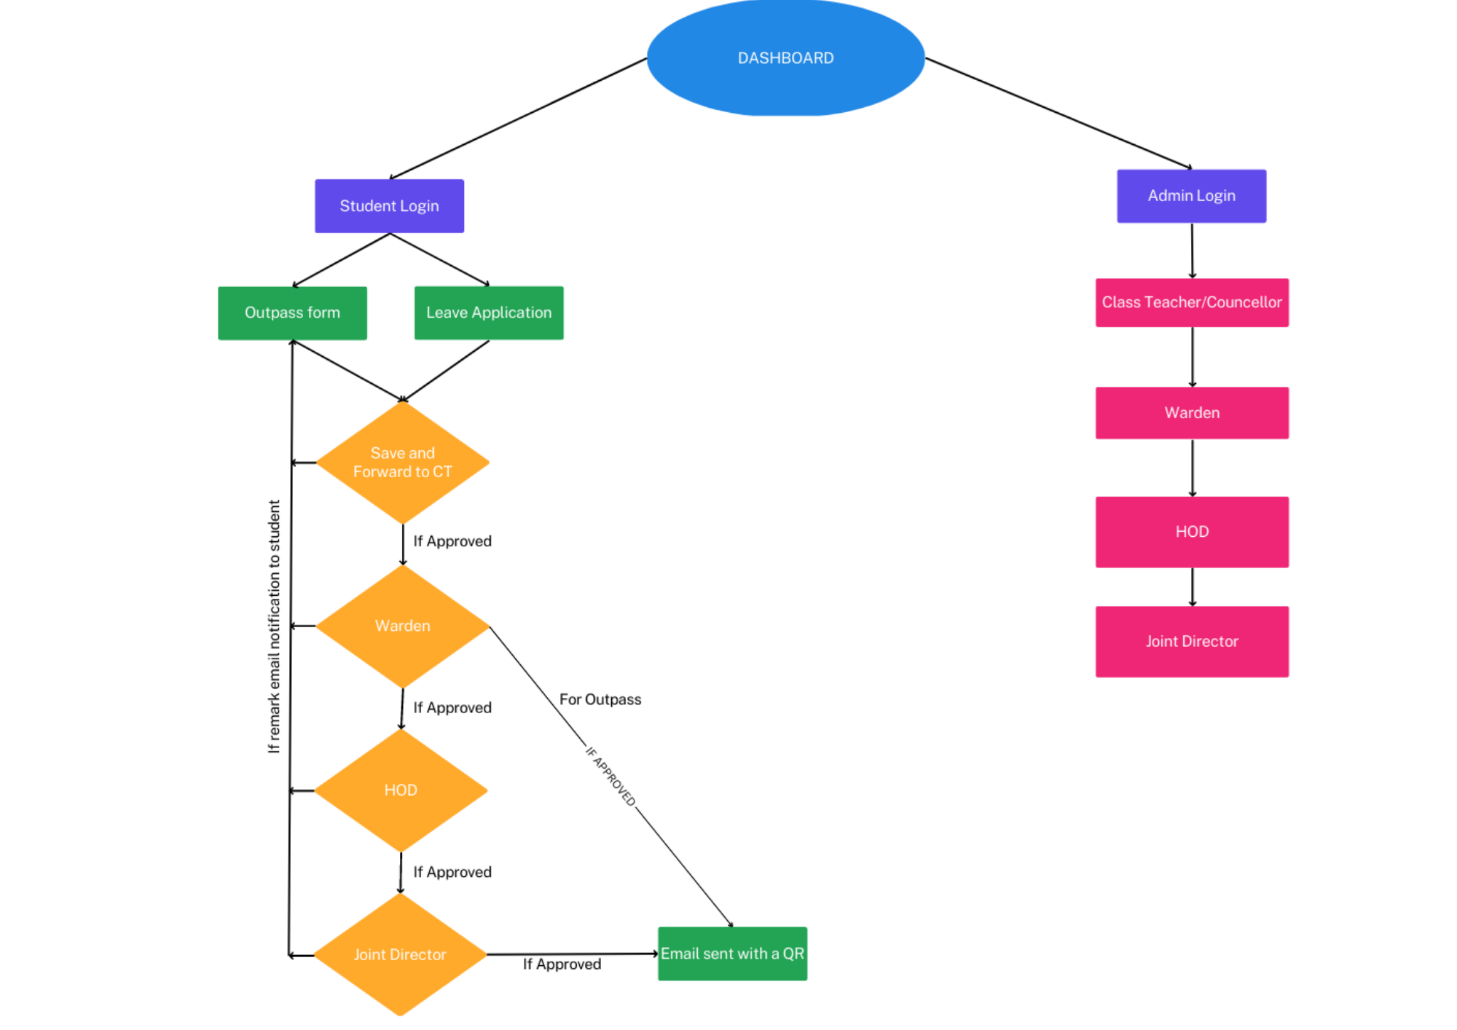 DASHBOARD
Student Login
Admin Login
Outpass form
Leave Application
Class Teacher/Councellor
Warden
Save and
Forward to CT
If Approved
HOD
If remark email notification to student
Warden
Joint Director
If Approved
For Outpass
IF APPROVED
HOD
If Approved
Joint Director
If Approved
Email sent with a QR